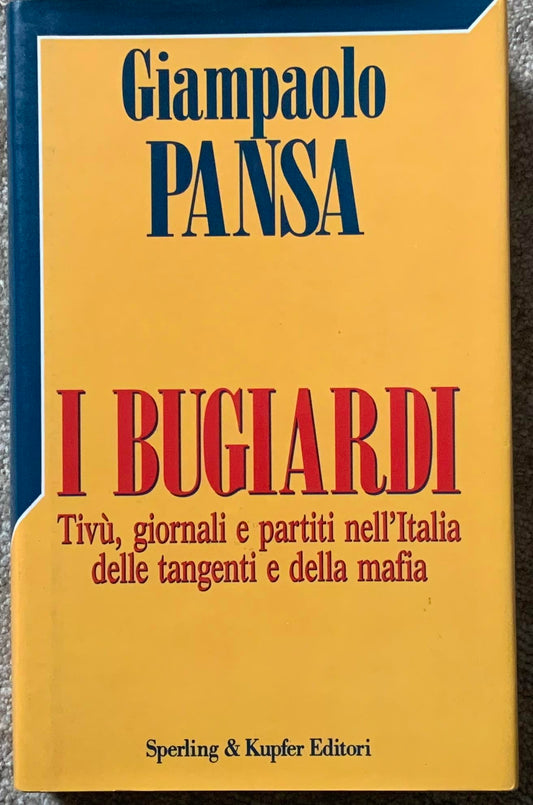 Giampaolo
PANSA
I BUGIARDI
Tivù, giornali e partiti nell'Italia
delle tangenti e della mafia
Sperling & Kupfer Editori